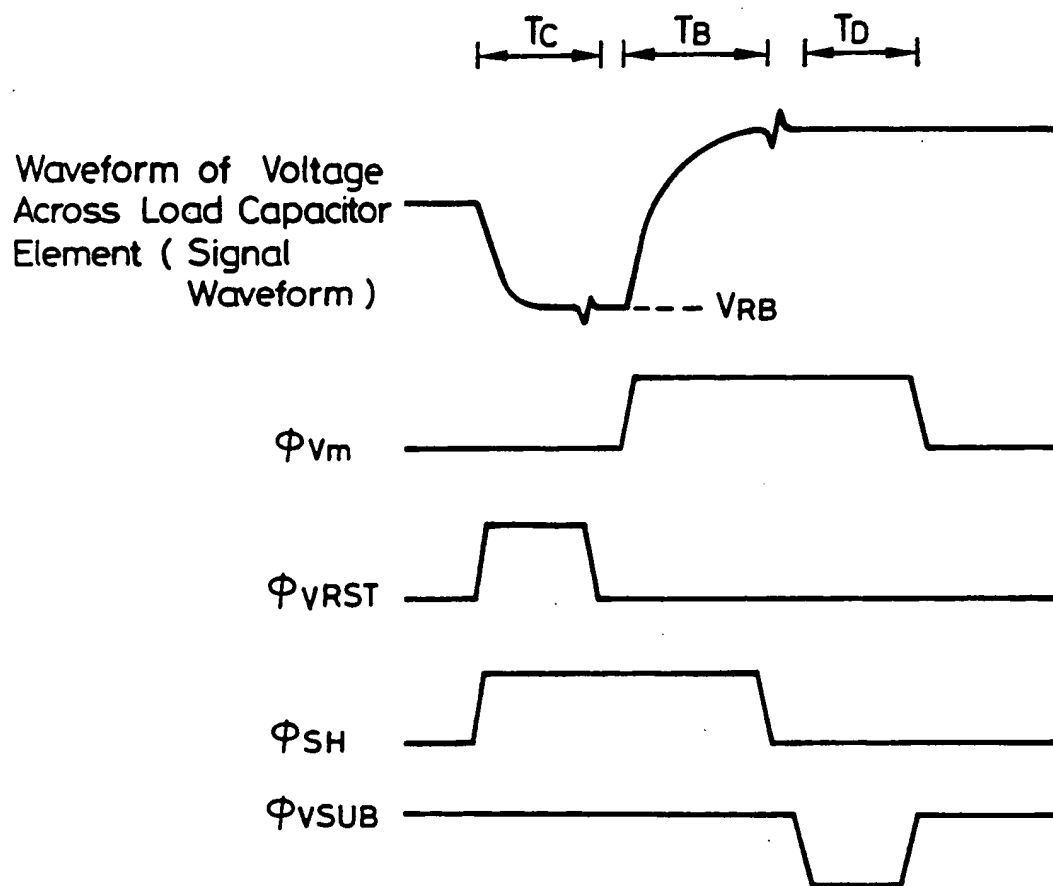 TC TB TD
Waveform of Voltage
Across Load Capacitor
Element ( Signal
Waveform )
VRB
ΦVm
ΦVRST
ΦSH
ΦVSUB